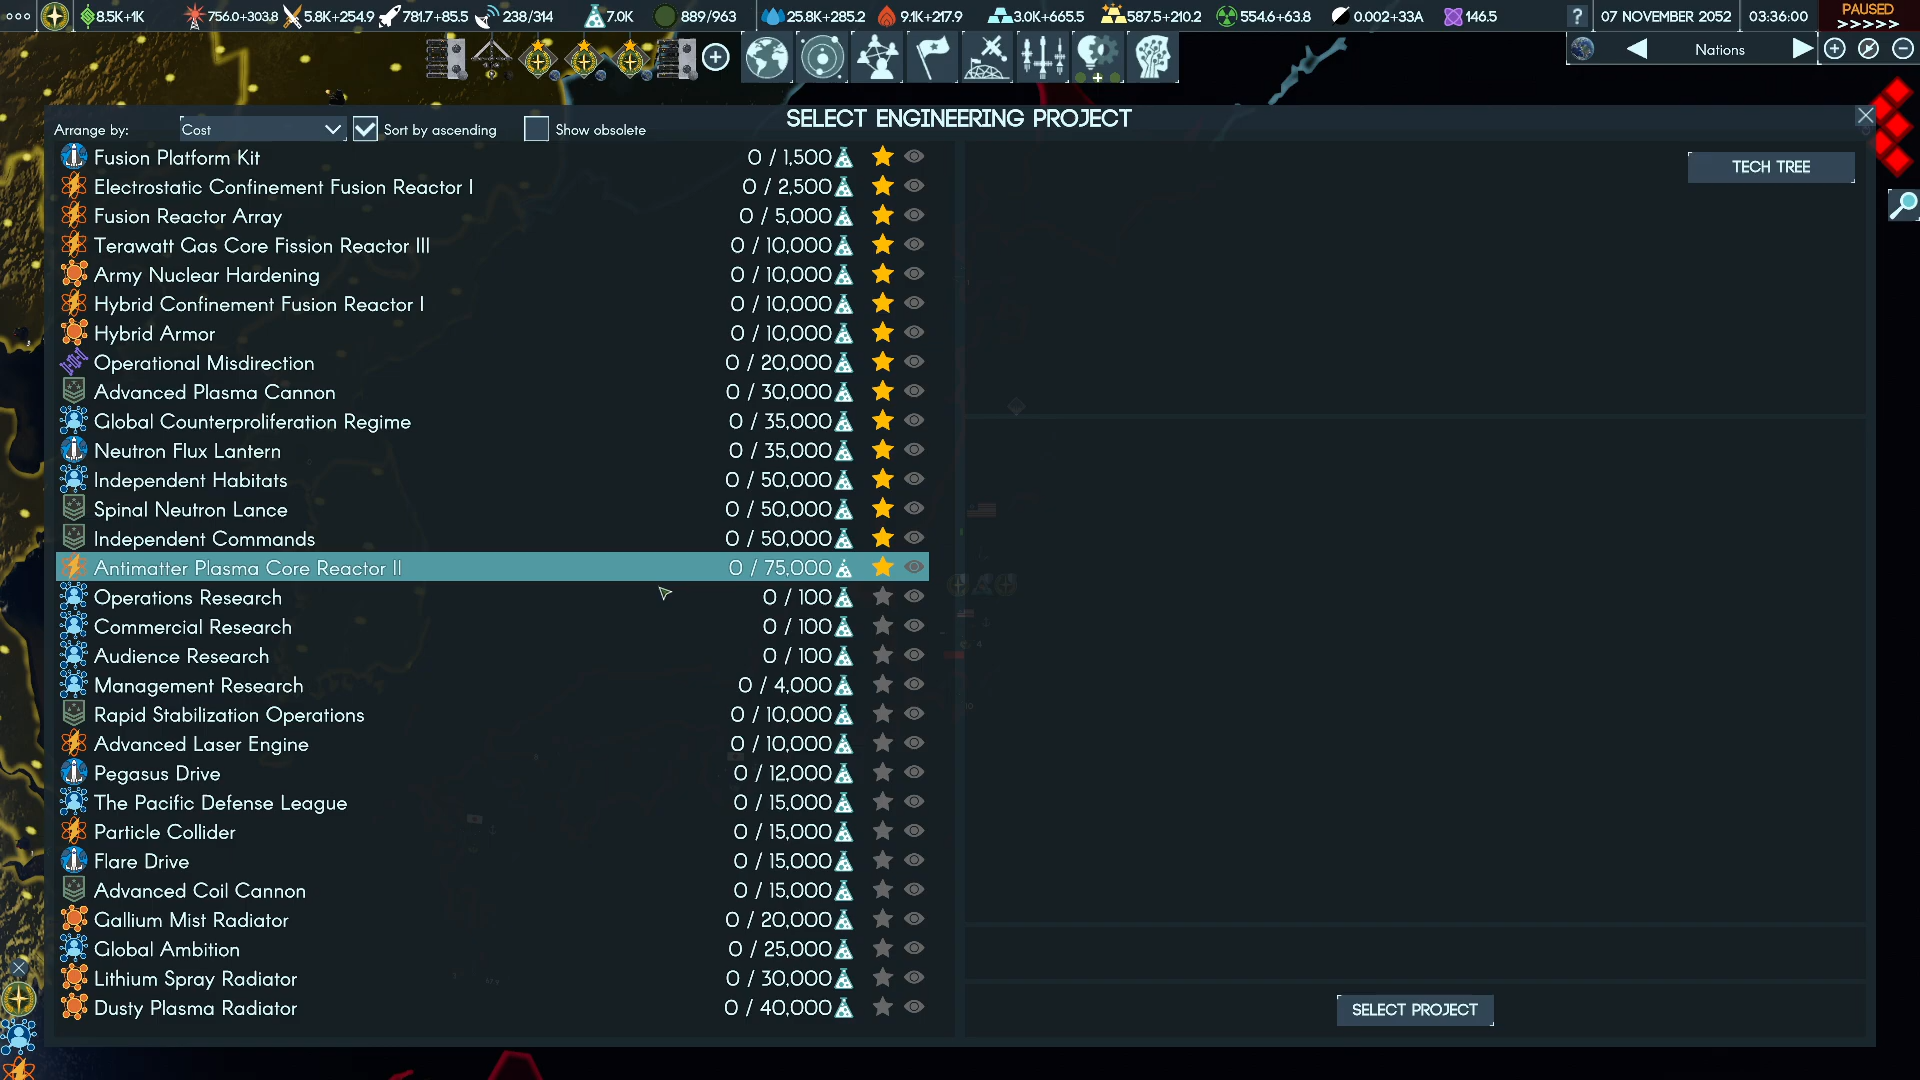 8.5K+1K 756.0+303.8 5.8K+254.9 781.7+85.5 238/314 7.0K 889/963 25.8K+285.2 9.1K+217.9 3.0K+665.5 587.5+210.2 554.6+63.8 0.002+33A 146.5 ? 07 NOVEMBER 2052 03:36:00 PAUSED
>>>>>
Nations
SELECT ENGINEERING PROJECT
Arrange by: Cost Sort by ascending Show obsolete
TECH TREE
Fusion Platform Kit 0 / 1,500
Electrostatic Confinement Fusion Reactor I 0 / 2,500
Fusion Reactor Array 0 / 5,000
Terawatt Gas Core Fission Reactor III 0 / 10,000
Army Nuclear Hardening 0 / 10,000
Hybrid Confinement Fusion Reactor I 0 / 10,000
Hybrid Armor 0 / 10,000
Operational Misdirection 0 / 20,000
Advanced Plasma Cannon 0 / 30,000
Global Counterproliferation Regime 0 / 35,000
Neutron Flux Lantern 0 / 35,000
Independent Habitats 0 / 50,000
Spinal Neutron Lance 0 / 50,000
Independent Commands 0 / 50,000
Antimatter Plasma Core Reactor II 0 / 75,000
Operations Research 0 / 100
Commercial Research 0 / 100
Audience Research 0 / 100
Management Research 0 / 4,000
Rapid Stabilization Operations 0 / 10,000
Advanced Laser Engine 0 / 10,000
Pegasus Drive 0 / 12,000
The Pacific Defense League 0 / 15,000
Particle Collider 0 / 15,000
Flare Drive 0 / 15,000
Advanced Coil Cannon 0 / 15,000
Gallium Mist Radiator 0 / 20,000
Global Ambition 0 / 25,000
Lithium Spray Radiator 0 / 30,000
Dusty Plasma Radiator 0 / 40,000
SELECT PROJECT